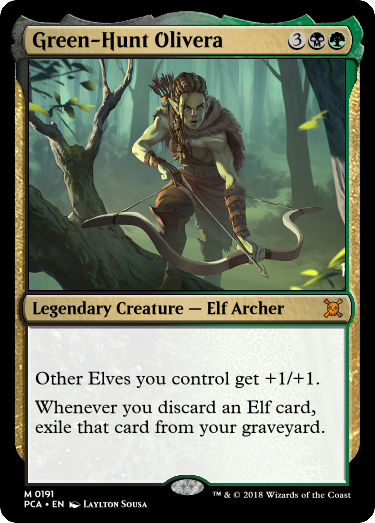 Green-Hunt Olivera 3
Legendary Creature — Elf Archer
Other Elves you control get +1/+1.
Whenever you discard an Elf card,
exile that card from your graveyard.
M 0191
PCA • EN Laylton Sousa
™ & © 2018 Wizards of the Coast